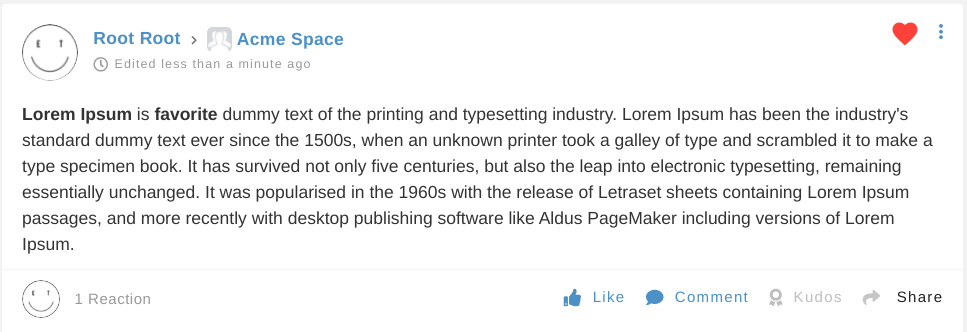 Root Root > Acme Space
Edited less than a minute ago
Lorem Ipsum is favorite dummy text of the printing and typesetting industry. Lorem Ipsum has been the industry's
standard dummy text ever since the 1500s, when an unknown printer took a galley of type and scrambled it to make a
type specimen book. It has survived not only five centuries, but also the leap into electronic typesetting, remaining
essentially unchanged. It was popularised in the 1960s with the release of Letraset sheets containing Lorem Ipsum
passages, and more recently with desktop publishing software like Aldus PageMaker including versions of Lorem
Ipsum.
1 Reaction Like Comment Kudos Share